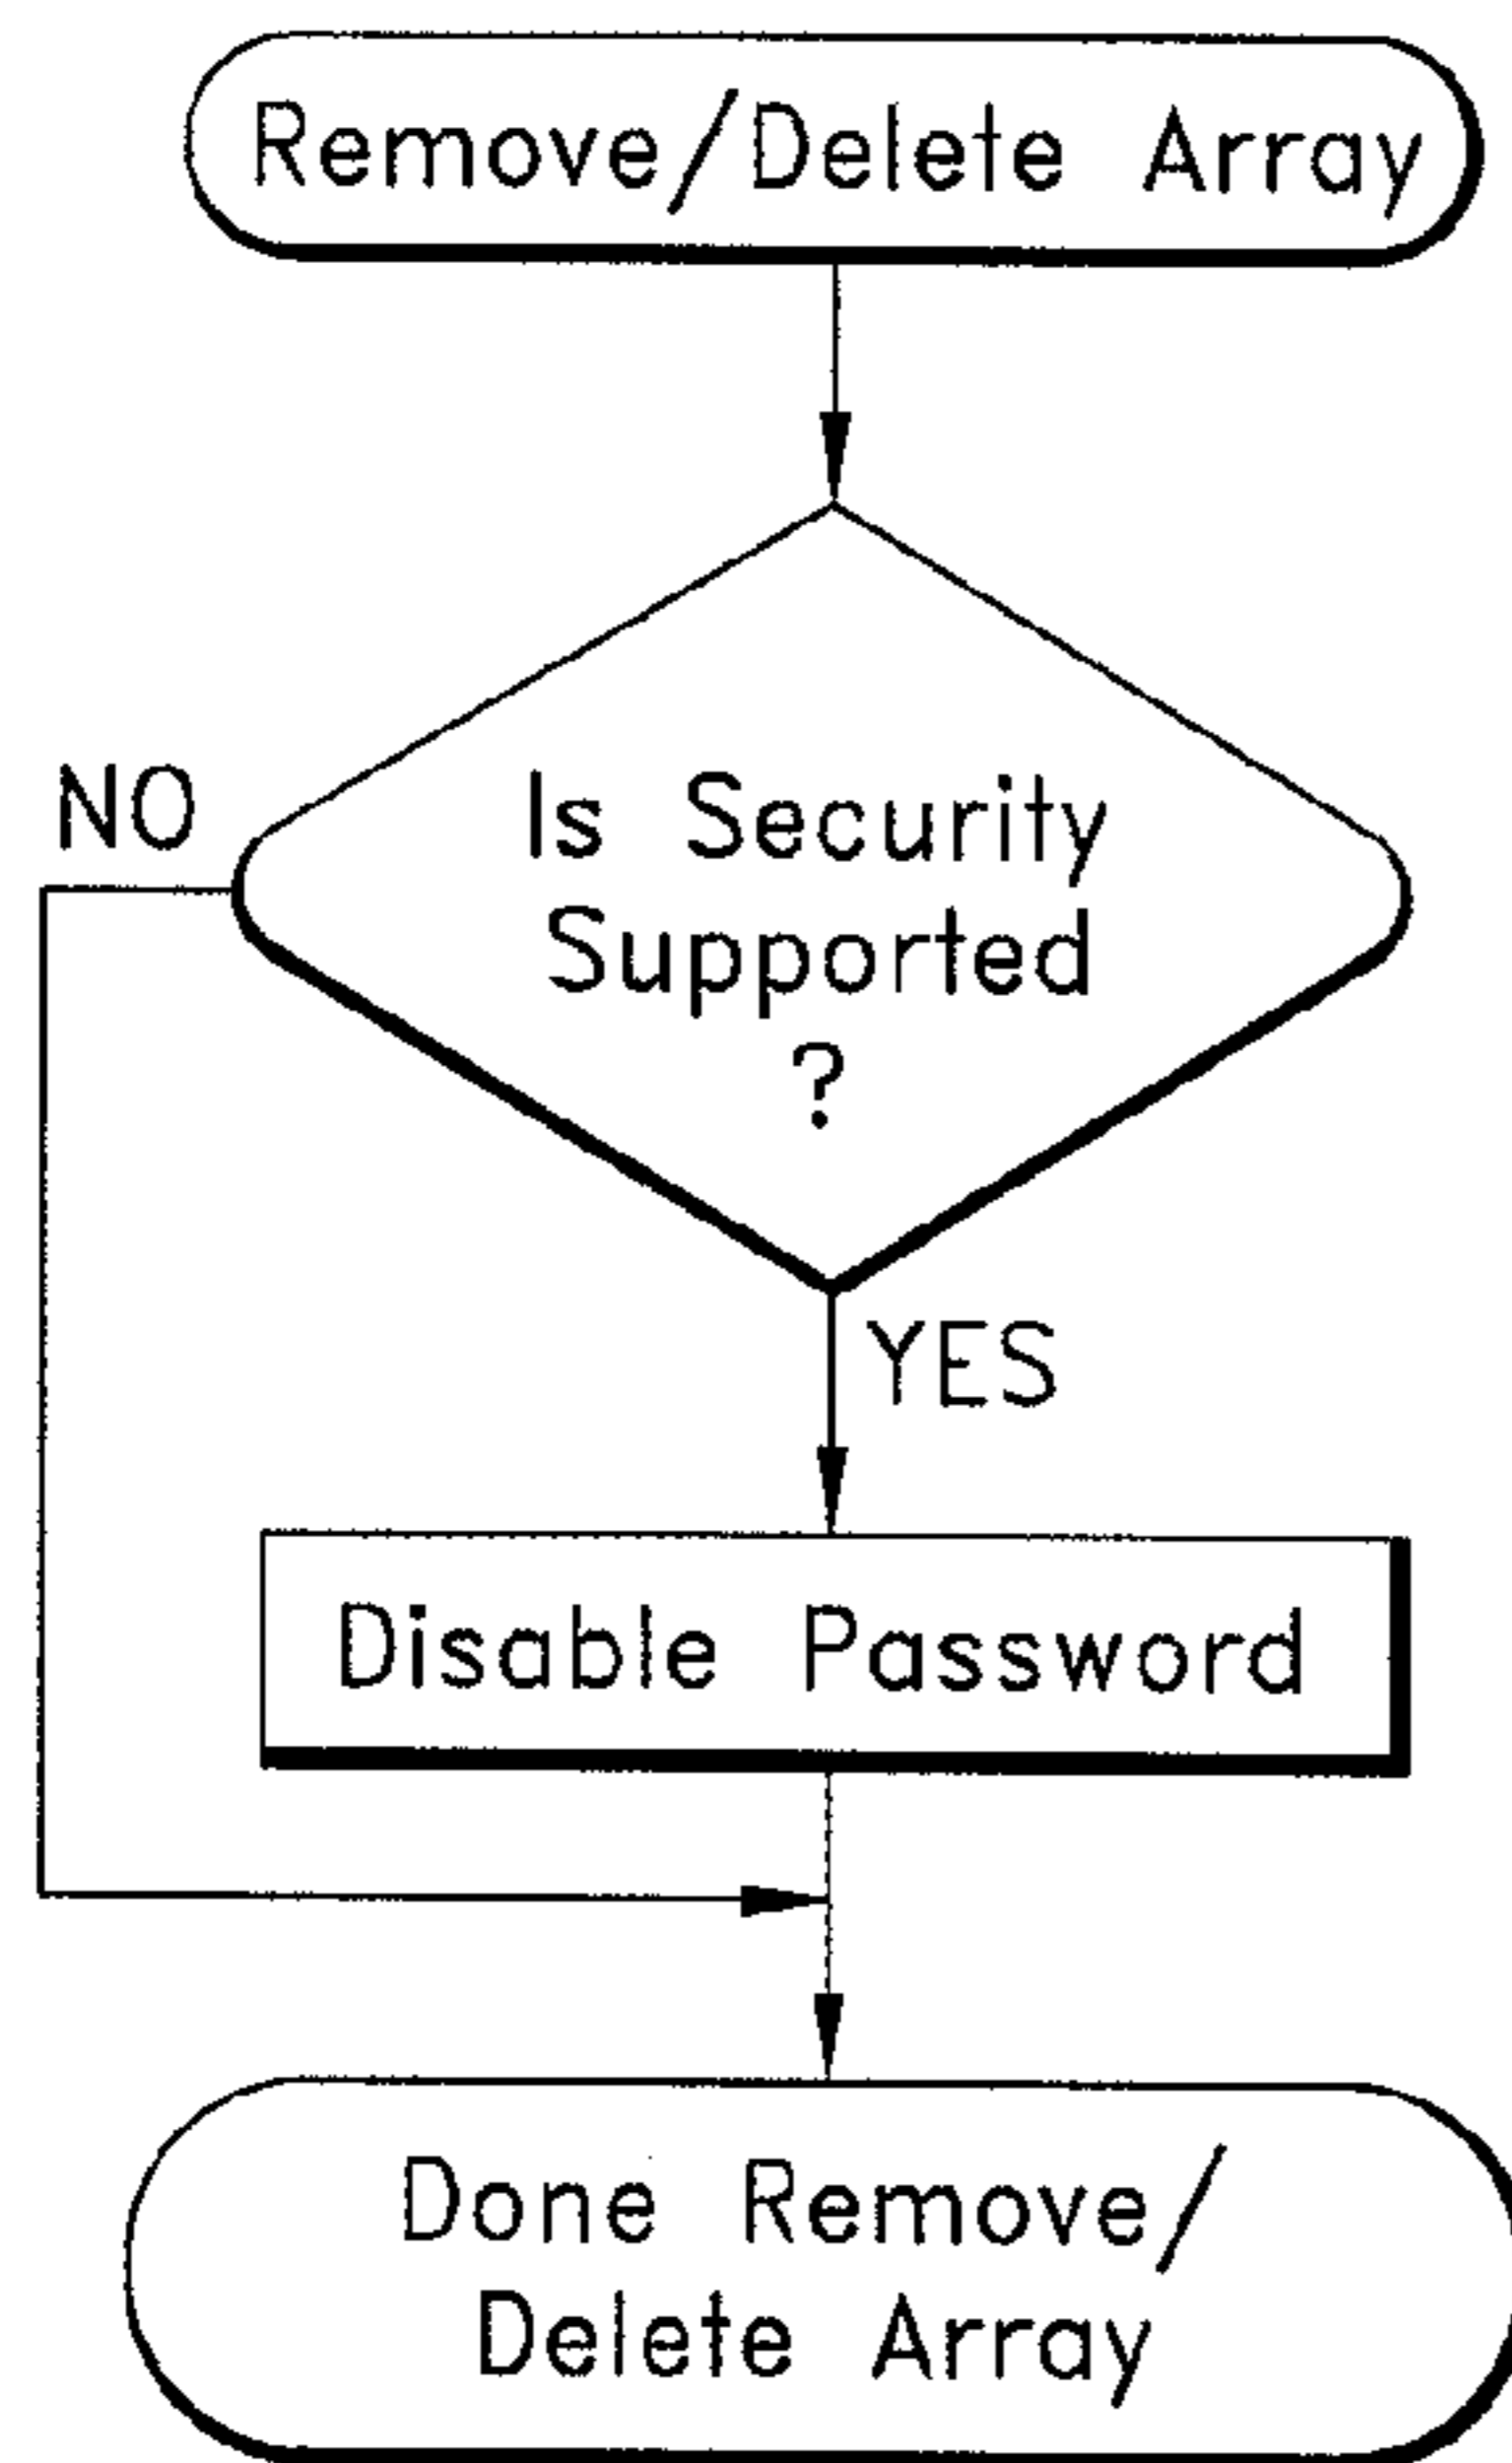 Remove/Delete Array
NO
Is Security
Supported
?
YES
Disable Password
Done Remove/
Delete Array